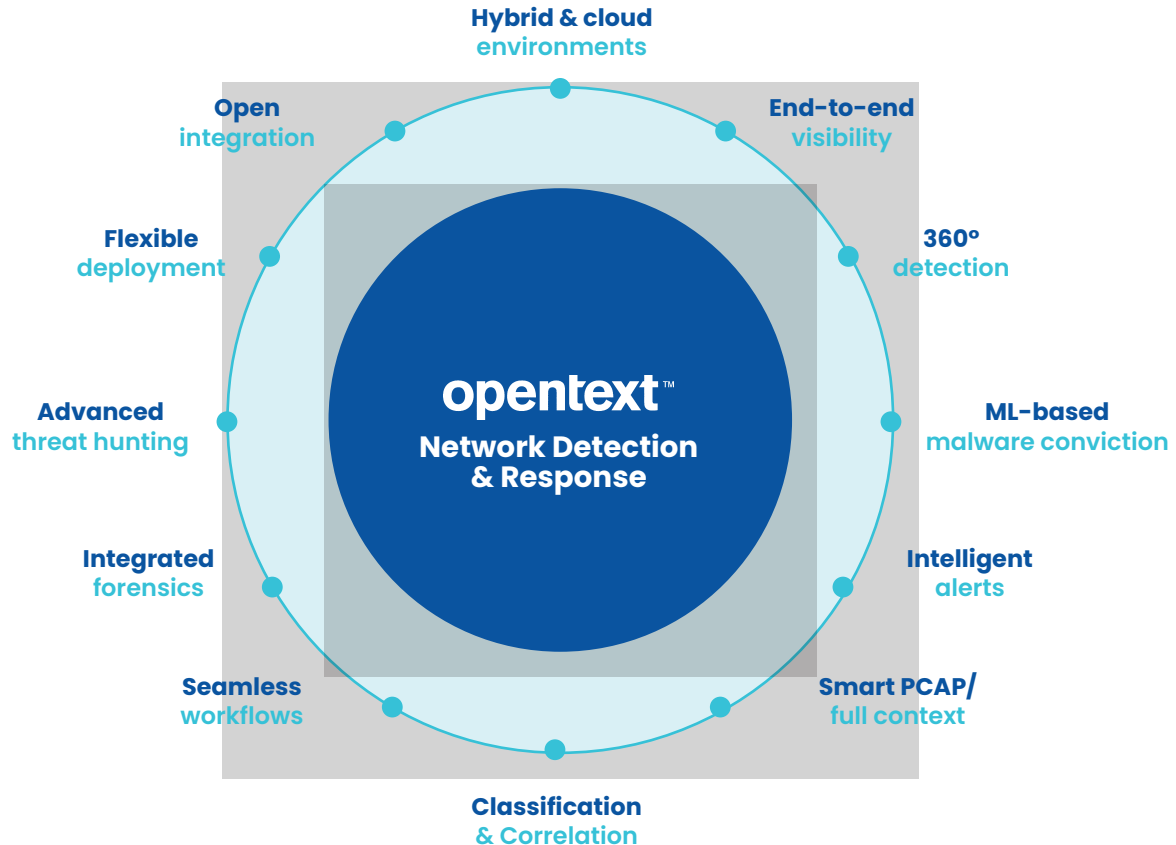 Hybrid & cloud
environments
End-to-end
visibility
360°
detection
ML-based
malware conviction
Intelligent
alerts
Smart PCAP/
full context
Classification
& Correlation
Seamless
workflows
Integrated
forensics
Advanced
threat hunting
Flexible
deployment
Open
integration
opentext™
Network Detection
& Response